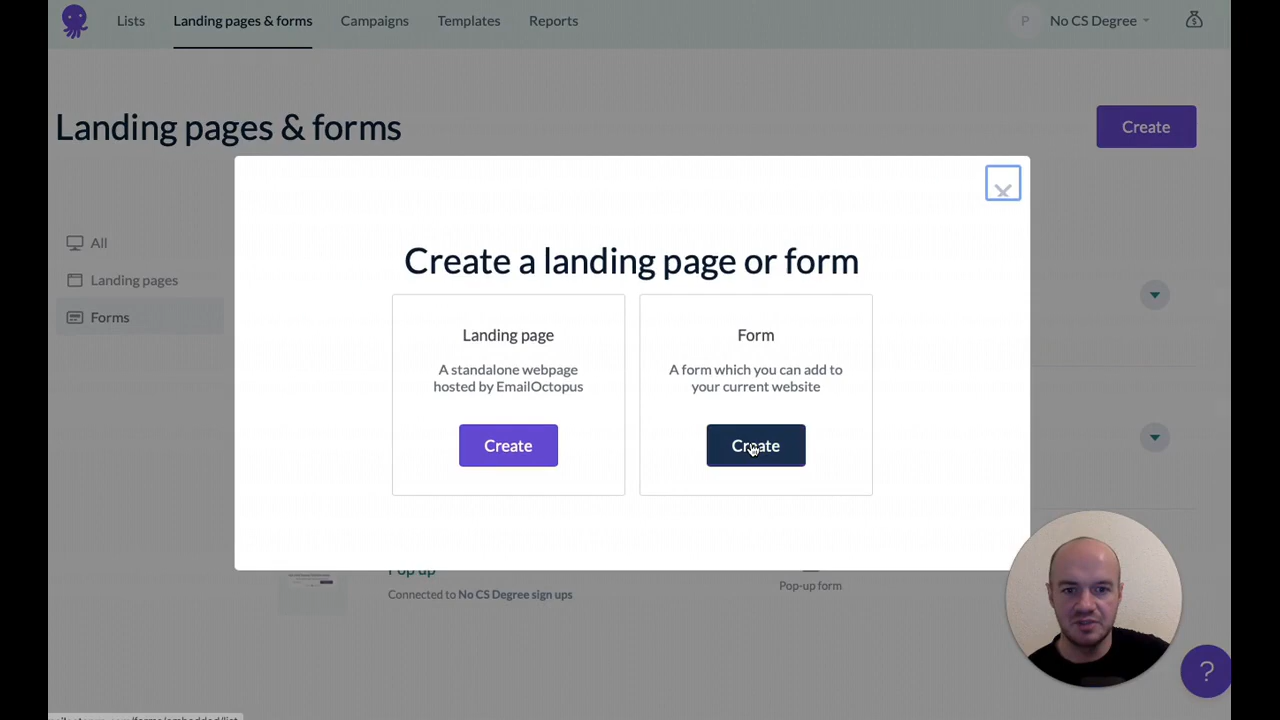 Lists Landing pages & forms Campaigns Templates Reports P No CS Degree
Landing pages & forms Create
All
Landing pages
Forms
Create a landing page or form
Landing page
A standalone webpage
hosted by EmailOctopus
Create
Form
A form which you can add to
your current website
Create
Pop up
Connected to No CS Degree sign ups
Pop-up form
?